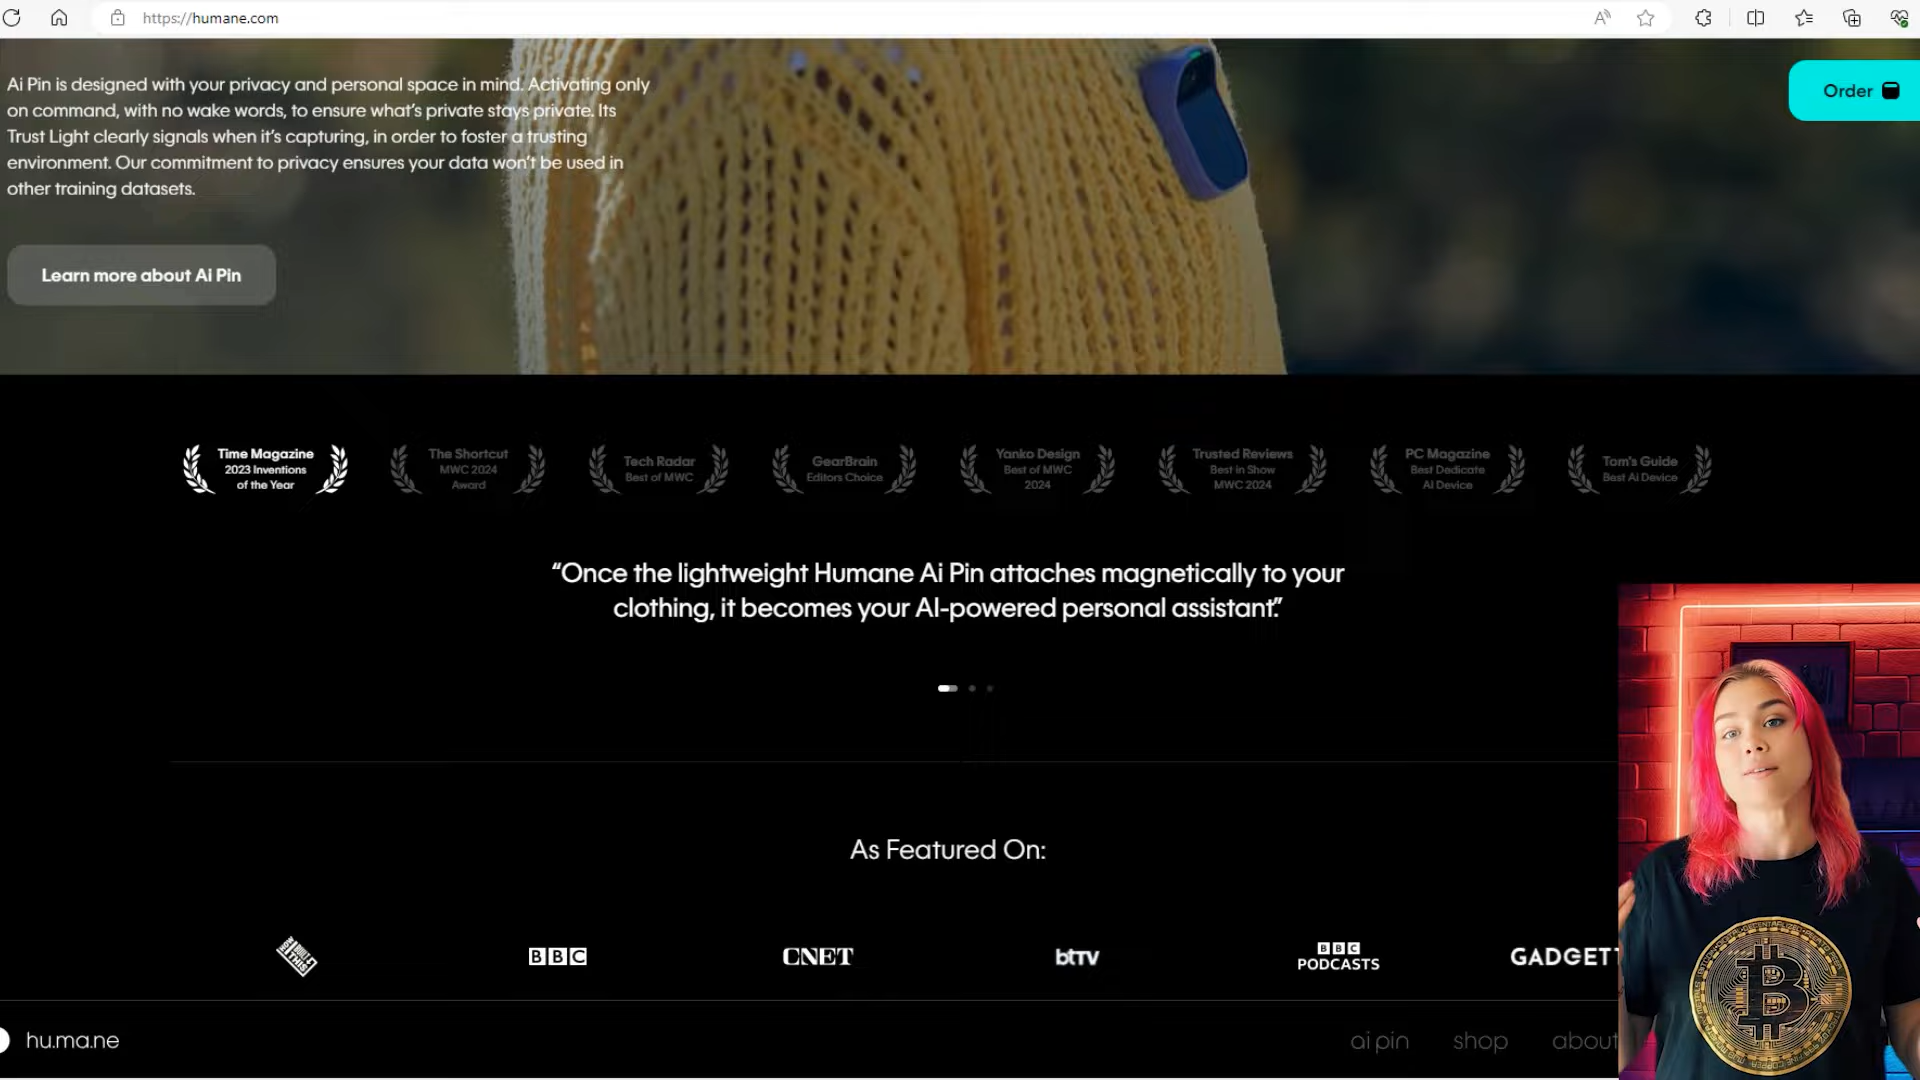 https://humane.com
Ai Pin is designed with your privacy and personal space in mind. Activating only
on command, with no wake words, to ensure what's private stays private. Its
Trust Light clearly signals when it's capturing, in order to foster a trusting
environment. Our commitment to privacy ensures your data won't be used in
other training datasets.
Order
Learn more about Ai Pin
Time Magazine
2023 Inventions
of the Year
The Shortcut
MWC 2024
Award
Tech Radar
Best of MWC
GearBrain
Editors Choice
Yanko Design
Best of MWC
2024
Trusted Reviews
Best in Show
MWC 2024
PC Magazine
Best Dedicate
AI Device
Tom's Guide
Best Ai Device
“Once the lightweight Humane Ai Pin attaches magnetically to your
clothing, it becomes your AI-powered personal assistant.”
As Featured On:
HOW I BUILT THIS
BBC
CNET
btTV
BBC
PODCASTS
GADGETT
hu.ma.ne
ai pin
shop
about